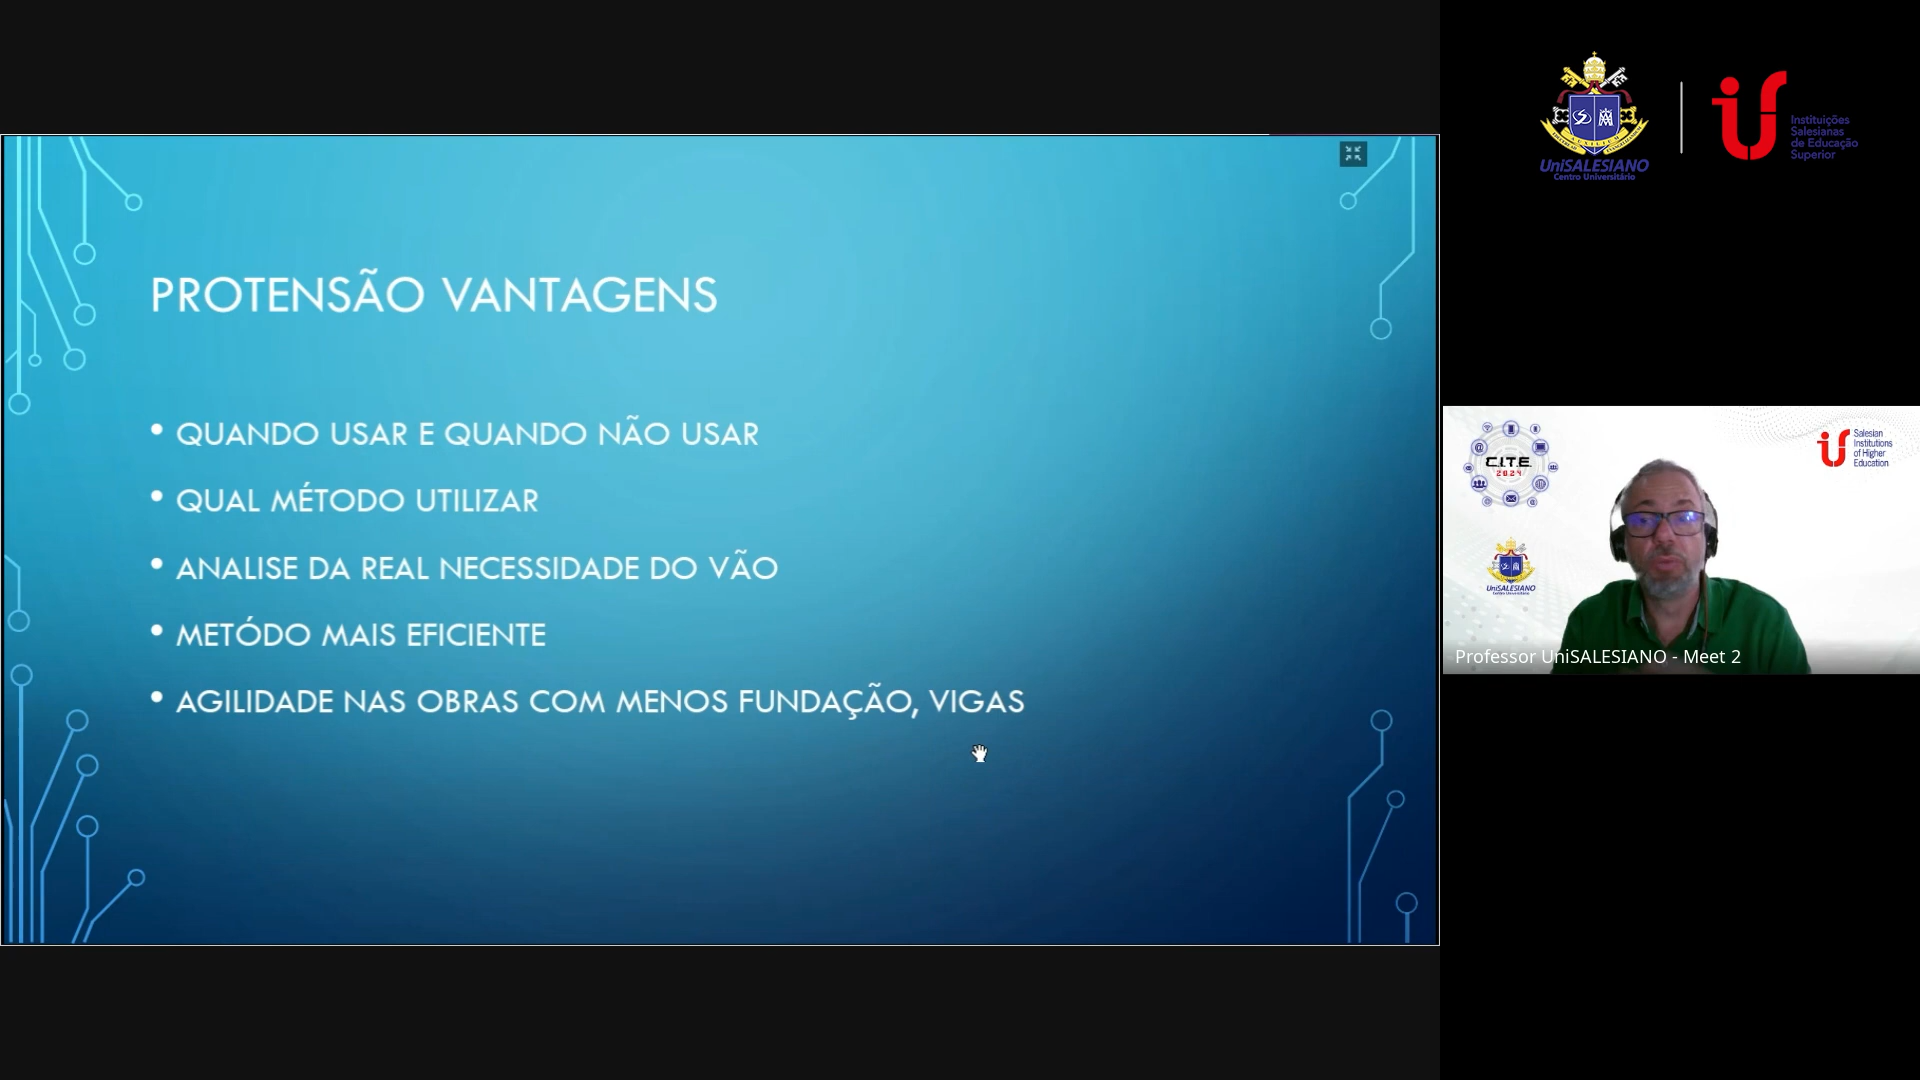 PROTENSÃO VANTAGENS
• QUANDO USAR E QUANDO NÃO USAR
• QUAL MÉTODO UTILIZAR
• ANALISE DA REAL NECESSIDADE DO VÃO
• METÓDO MAIS EFICIENTE
• AGILIDADE NAS OBRAS COM MENOS FUNDAÇÃO, VIGAS
UniSALESIANO
Centro Universitário
Instituições
Salesianas
de Educação
Superior
C.I.T.E.
2024
Salesian
Institutions
of Higher
Education
UniSALESIANO
Professor UniSALESIANO - Meet 2